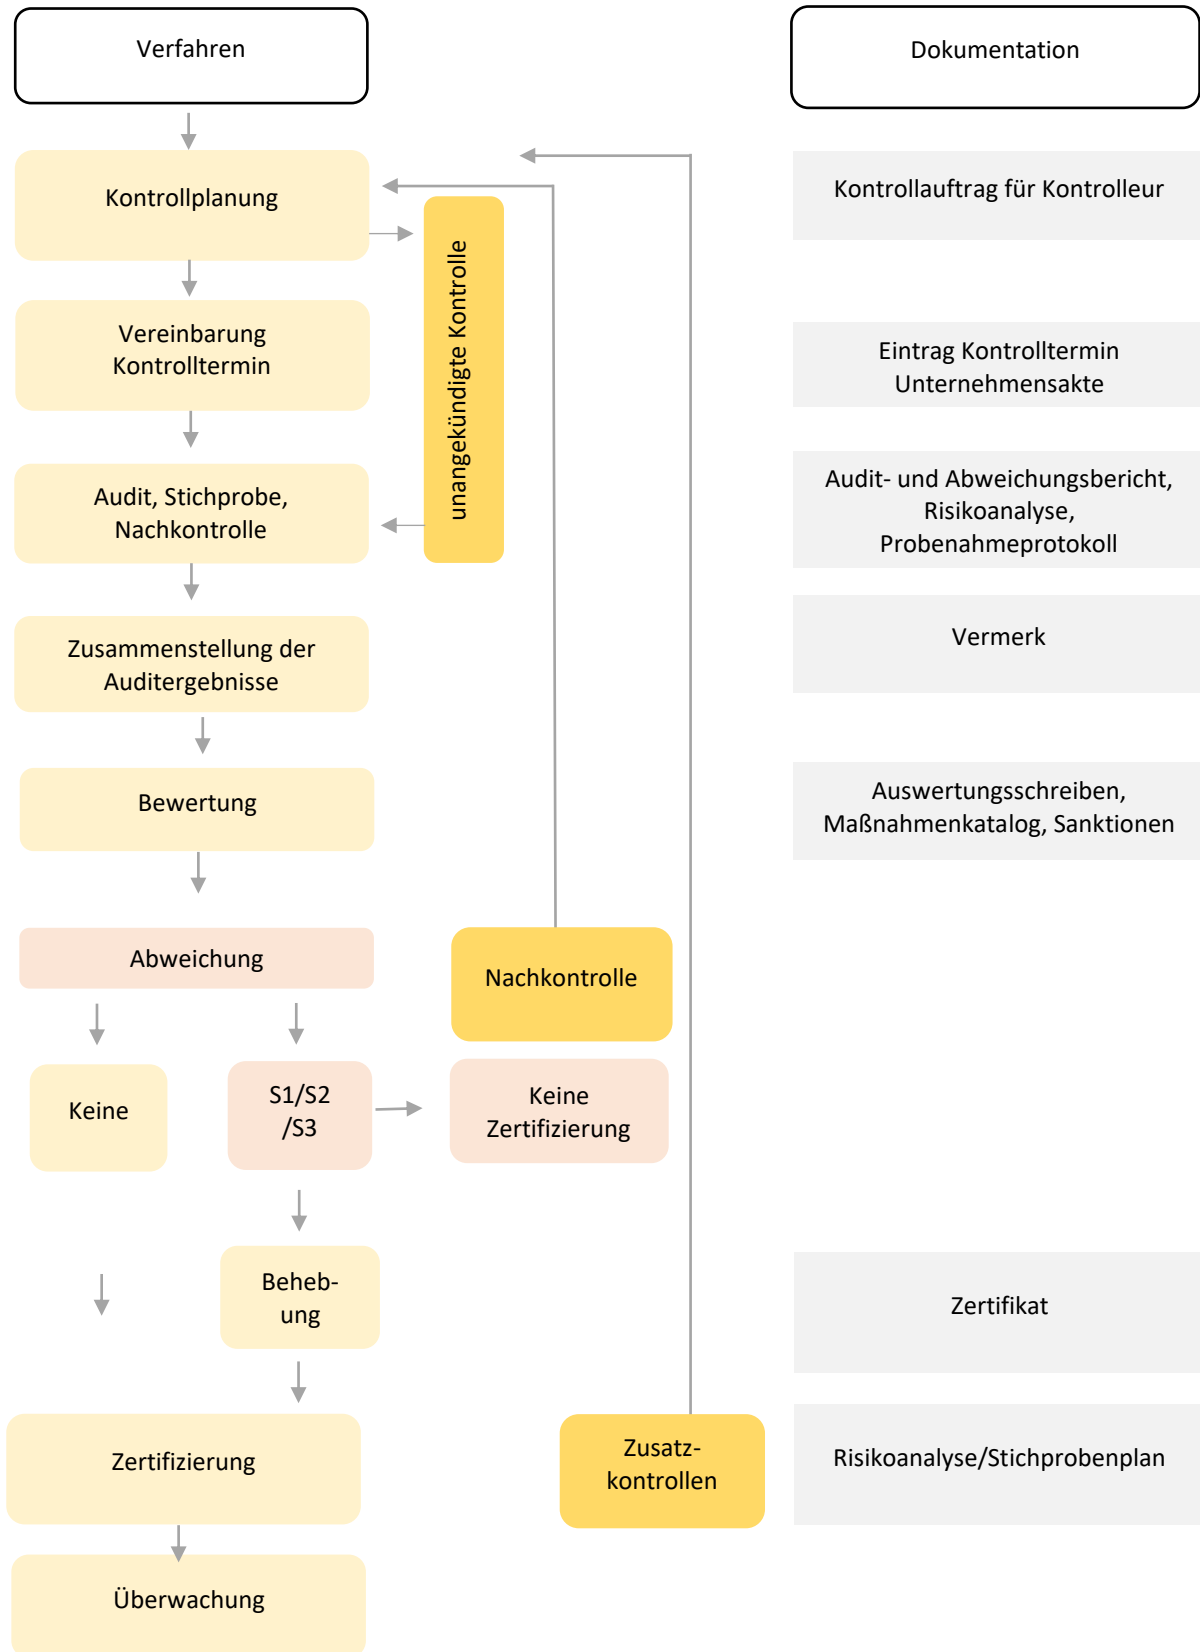 Verfahren
Dokumentation
Kontrollplanung
Kontrollauftrag für Kontrolleur
unangekündigte Kontrolle
Vereinbarung
Kontrolltermin
Eintrag Kontrolltermin
Unternehmensakte
Audit, Stichprobe,
Nachkontrolle
Audit- und Abweichungsbericht,
Risikoanalyse,
Probenahmeprotokoll
Zusammenstellung der
Auditergebnisse
Vermerk
Bewertung
Auswertungsschreiben,
Maßnahmenkatalog, Sanktionen
Abweichung
Nachkontrolle
Keine
S1/S2
/S3
Keine
Zertifizierung
Beheb-
ung
Zertifikat
Zertifizierung
Zusatz-
kontrollen
Risikoanalyse/Stichprobenplan
Überwachung